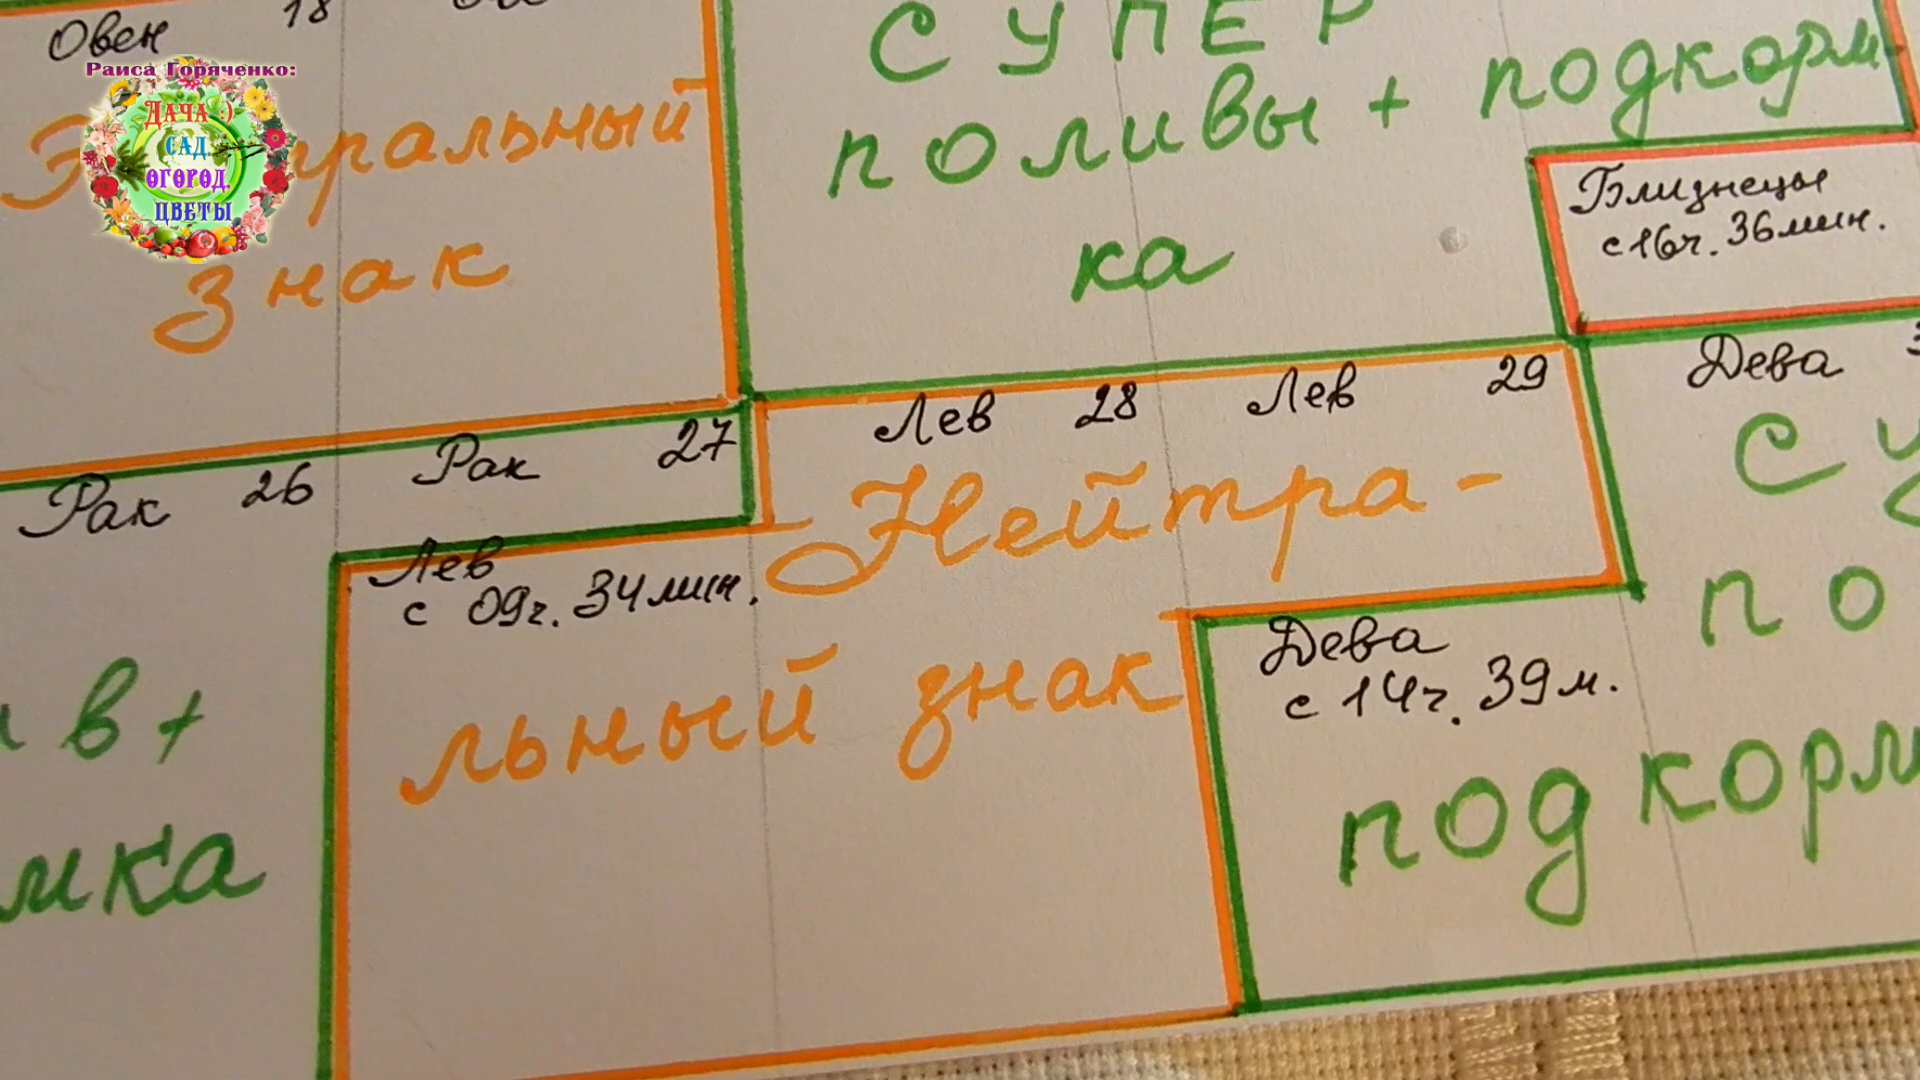 Овен 18
Раиса Горяченко:
Дача :)
сад,
огород,
цветы
знак
СУПЕР
поливы + подкорм
ка
Близнецы
с 16ч. 36мин.
Рак 26 Рак 27 Лев 28 Лев 29 Дева
Лев
с 09ч. 34мин.
Нейтра-
льный знак
Дева
с 14ч. 39м.
в+
мка
Су
по
подкорм